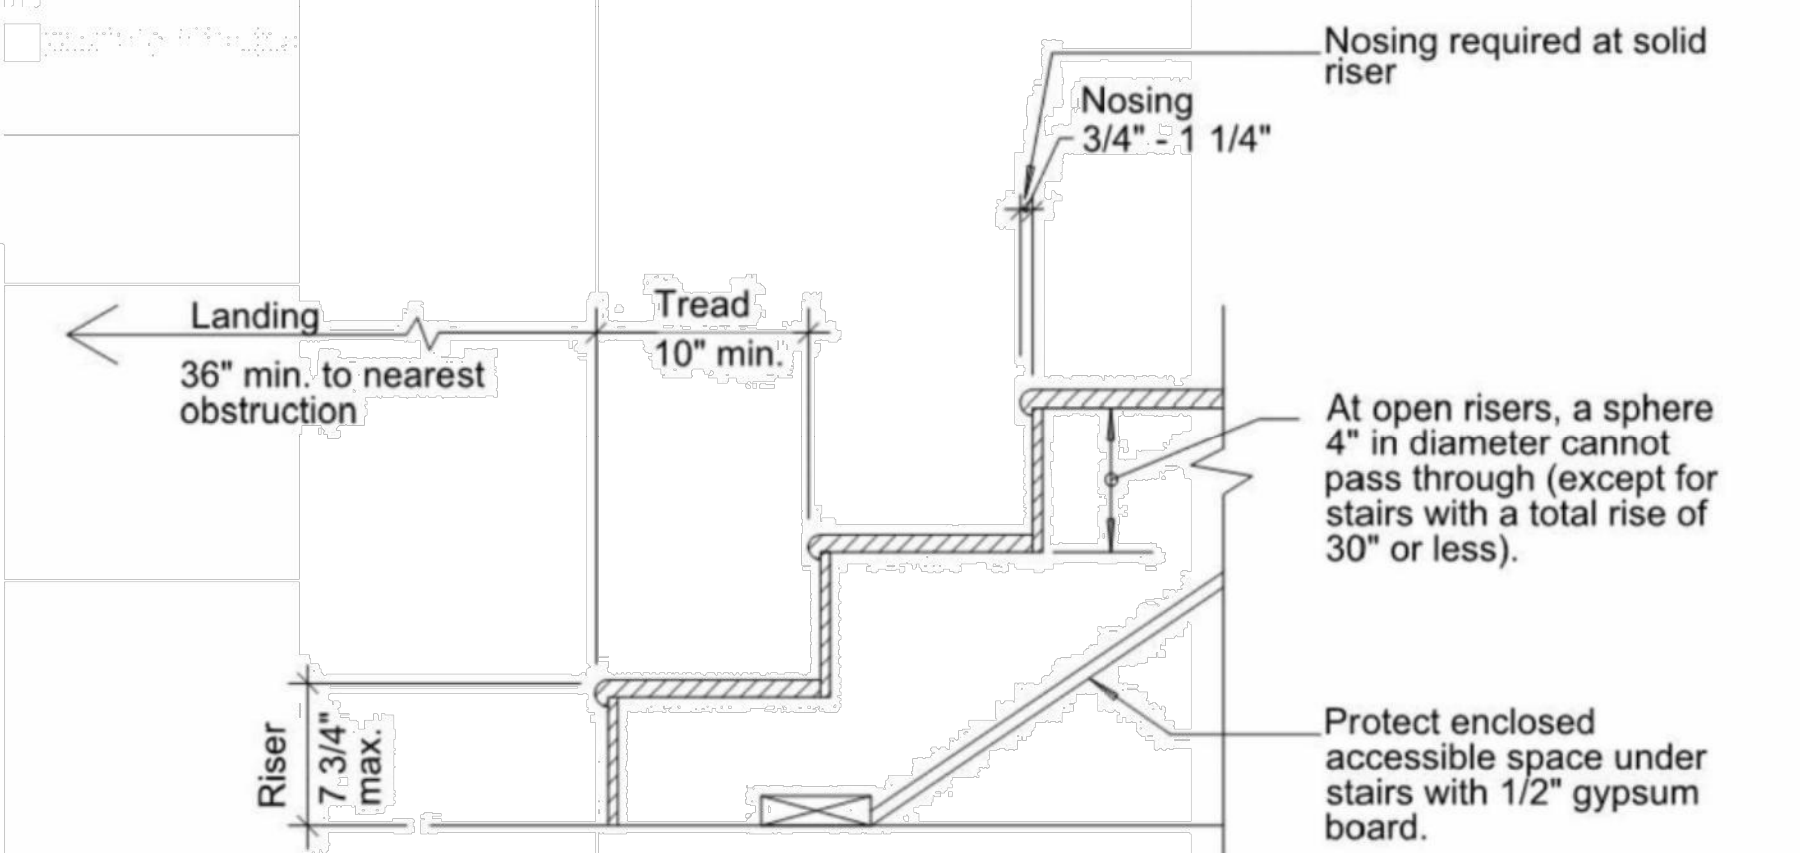 Nosing required at solid
riser
Nosing
3/4" - 1 1/4"
Landing
36" min. to nearest
obstruction
Tread
10" min.
At open risers, a sphere
4" in diameter cannot
pass through (except for
stairs with a total rise of
30" or less).
Riser
7 3/4"
max.
Protect enclosed
accessible space under
stairs with 1/2" gypsum
board.